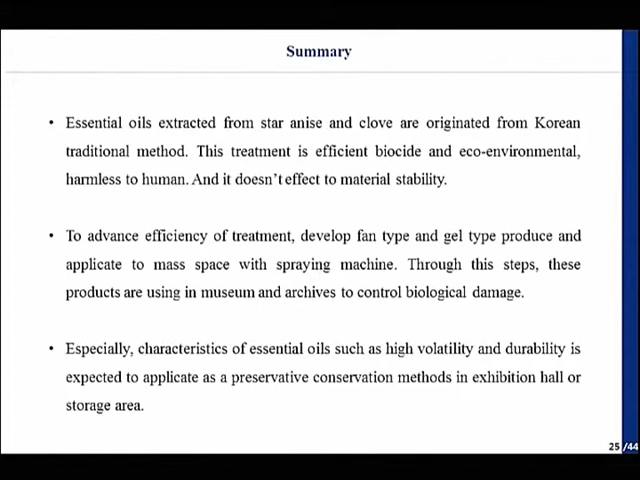 Summary
• Essential oils extracted from star anise and clove are originated from Korean
traditional method. This treatment is efficient biocide and eco-environmental,
harmless to human. And it doesn't effect to material stability.
• To advance efficiency of treatment, develop fan type and gel type produce and
applicate to mass space with spraying machine. Through this steps, these
products are using in museum and archives to control biological damage.
• Especially, characteristics of essential oils such as high volatility and durability is
expected to applicate as a preservative conservation methods in exhibition hall or
storage area.
25 /44